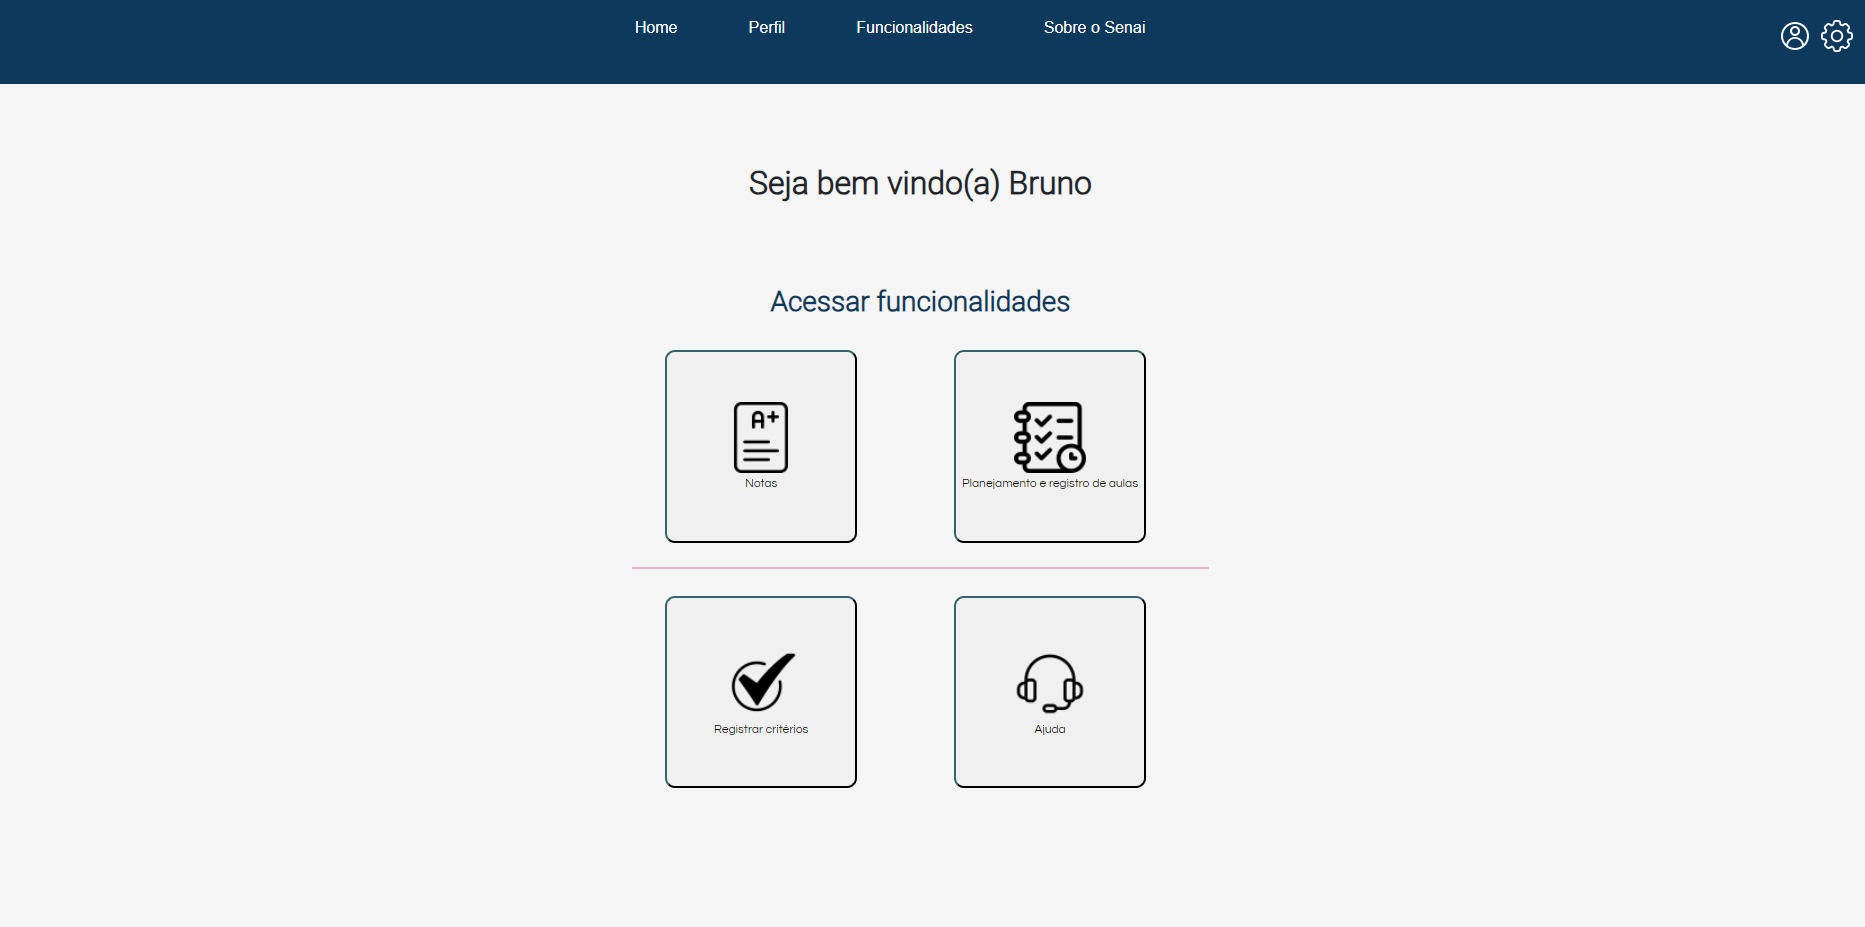 Home
Perfil
Funcionalidades
Sobre o Senai
Seja bem vindo(a) Bruno
Acessar funcionalidades
A+
Notas
Planejamento e registro de aulas
Registrar critérios
Ajuda